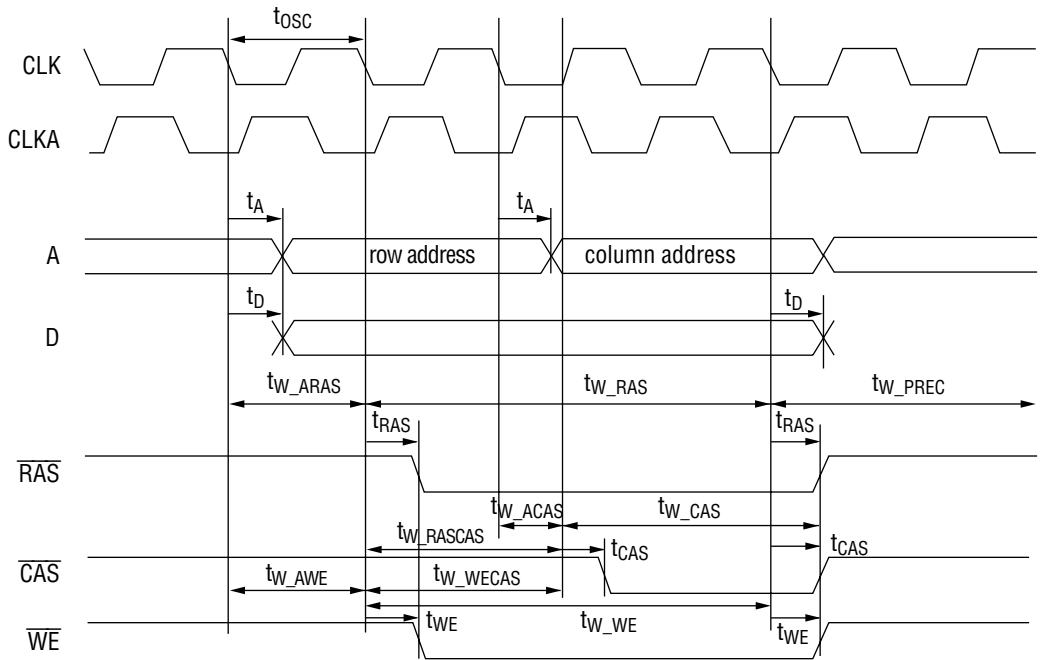 tOSC
CLK
CLKA
tA tA
A row address column address
tD tD
D
tW_ARAS tW_RAS tW_PREC
tRAS tRAS
RAS
tW_ACAS tW_CAS
tW_RASCAS tCAS tCAS
CAS
tW_AWE tW_WECAS
tWE tW_WE tWE
WE